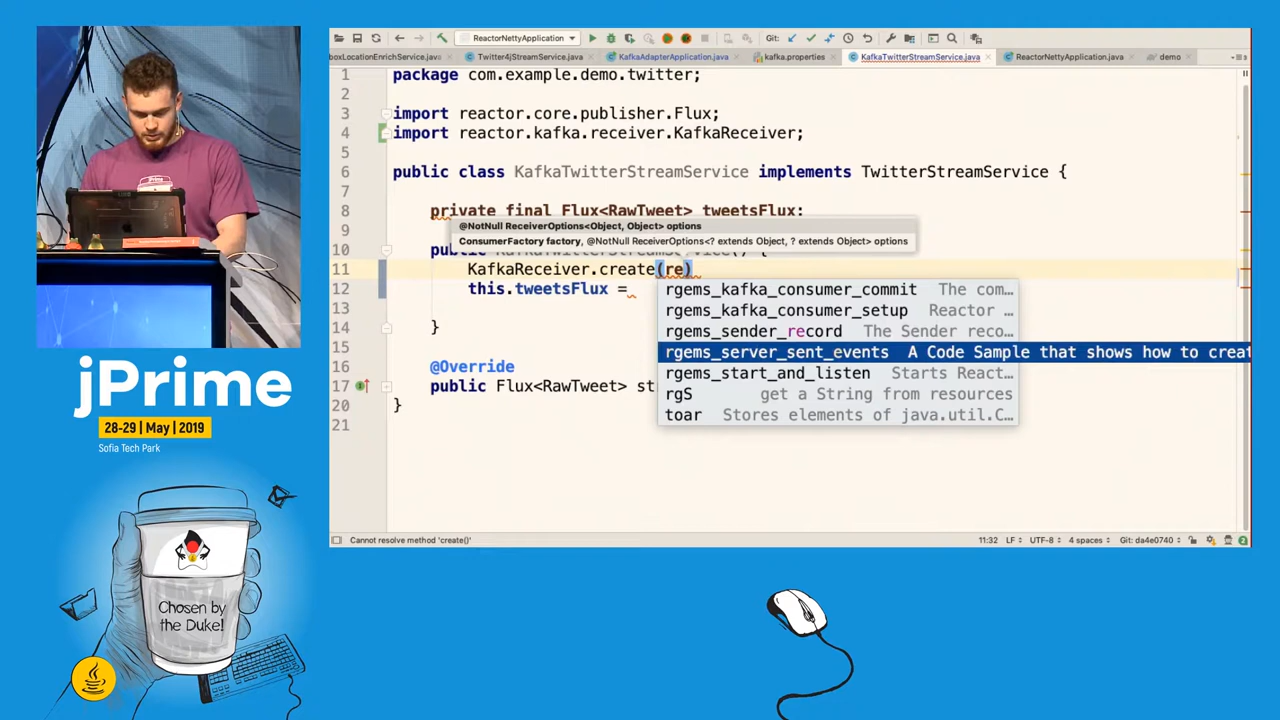 ReactorNettyApplication
Git:
boxLocationEnrichService.java
Twitter4jStreamService.java
KafkaAdapterApplication.java
kafka.properties
KafkaTwitterStreamService.java
ReactorNettyApplication.java
demo
1 package com.example.demo.twitter;
2
3 import reactor.core.publisher.Flux;
4 import reactor.kafka.receiver.KafkaReceiver;
5
6 public class KafkaTwitterStreamService implements TwitterStreamService {
7
8 private final Flux<RawTweet> tweetsFlux;
@NotNull ReceiverOptions<Object, Object> options
ConsumerFactory factory, @NotNull ReceiverOptions<? extends Object, ? extends Object> options
10 public KafkaTwitterStreamService() {
11 KafkaReceiver.create(re)
12 this.tweetsFlux =
14 }
15
16 @Override
17 public Flux<RawTweet> st
20 }
21
rgems_kafka_consumer_commit The com…
rgems_kafka_consumer_setup Reactor …
rgems_sender_record The Sender reco…
rgems_server_sent_events A Code Sample that shows how to creat
rgems_start_and_listen Starts React…
rgS get a String from resources
toar Stores elements of java.util.C…
Cannot resolve method 'create()'
11:32 LF UTF-8 4 spaces Git: da4e0740
jPrime
28-29 | May | 2019
Sofia Tech Park
Chosen by
the Duke!